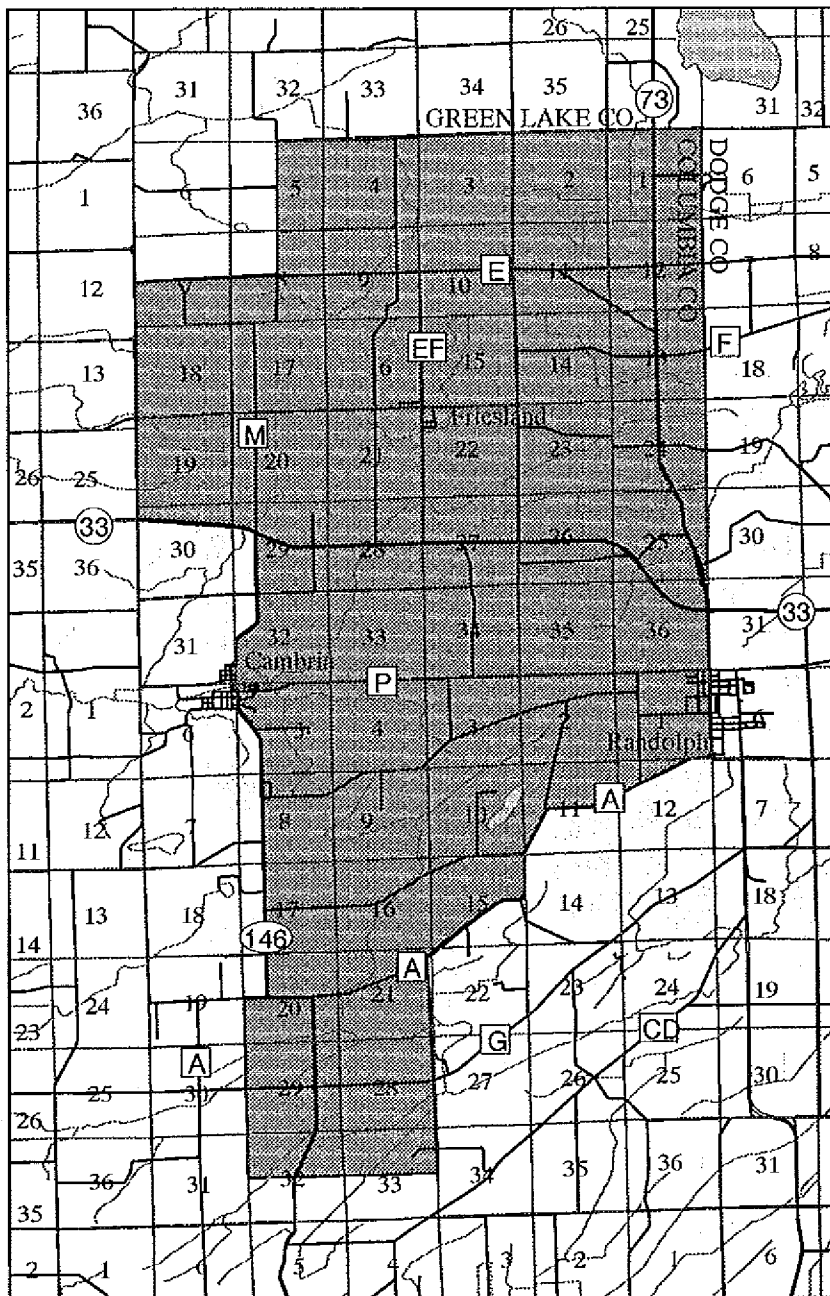 26 25
36 31 32 33 34 35 73 31 32
GREEN LAKE CO
DODGE CO
COLUMBIA CO
1 6 5 4 3 2 1 6 5
12 9 10 E 11 12 7 8
EF F
13 18 17 15 14 13 18
M Friesland
26 25 19 20 21 22 23 24 19
33
35 36 30 29 28 27 26 25 30
33
31 32 33 34 35 36 31
Cambria
P
2 1 6 4 3 2 1
Randolph
A
11 12 7 8 9 10 11 12 7
14 13 18 17 16 15 14 13 18
146
A
23 24 19 20 21 22 23 24 19
G CD
A
26 25 30 29 28 27 26 25 30
35 36 31 32 33 34 35 36 31
2 1 6 5 4 3 2 1 6